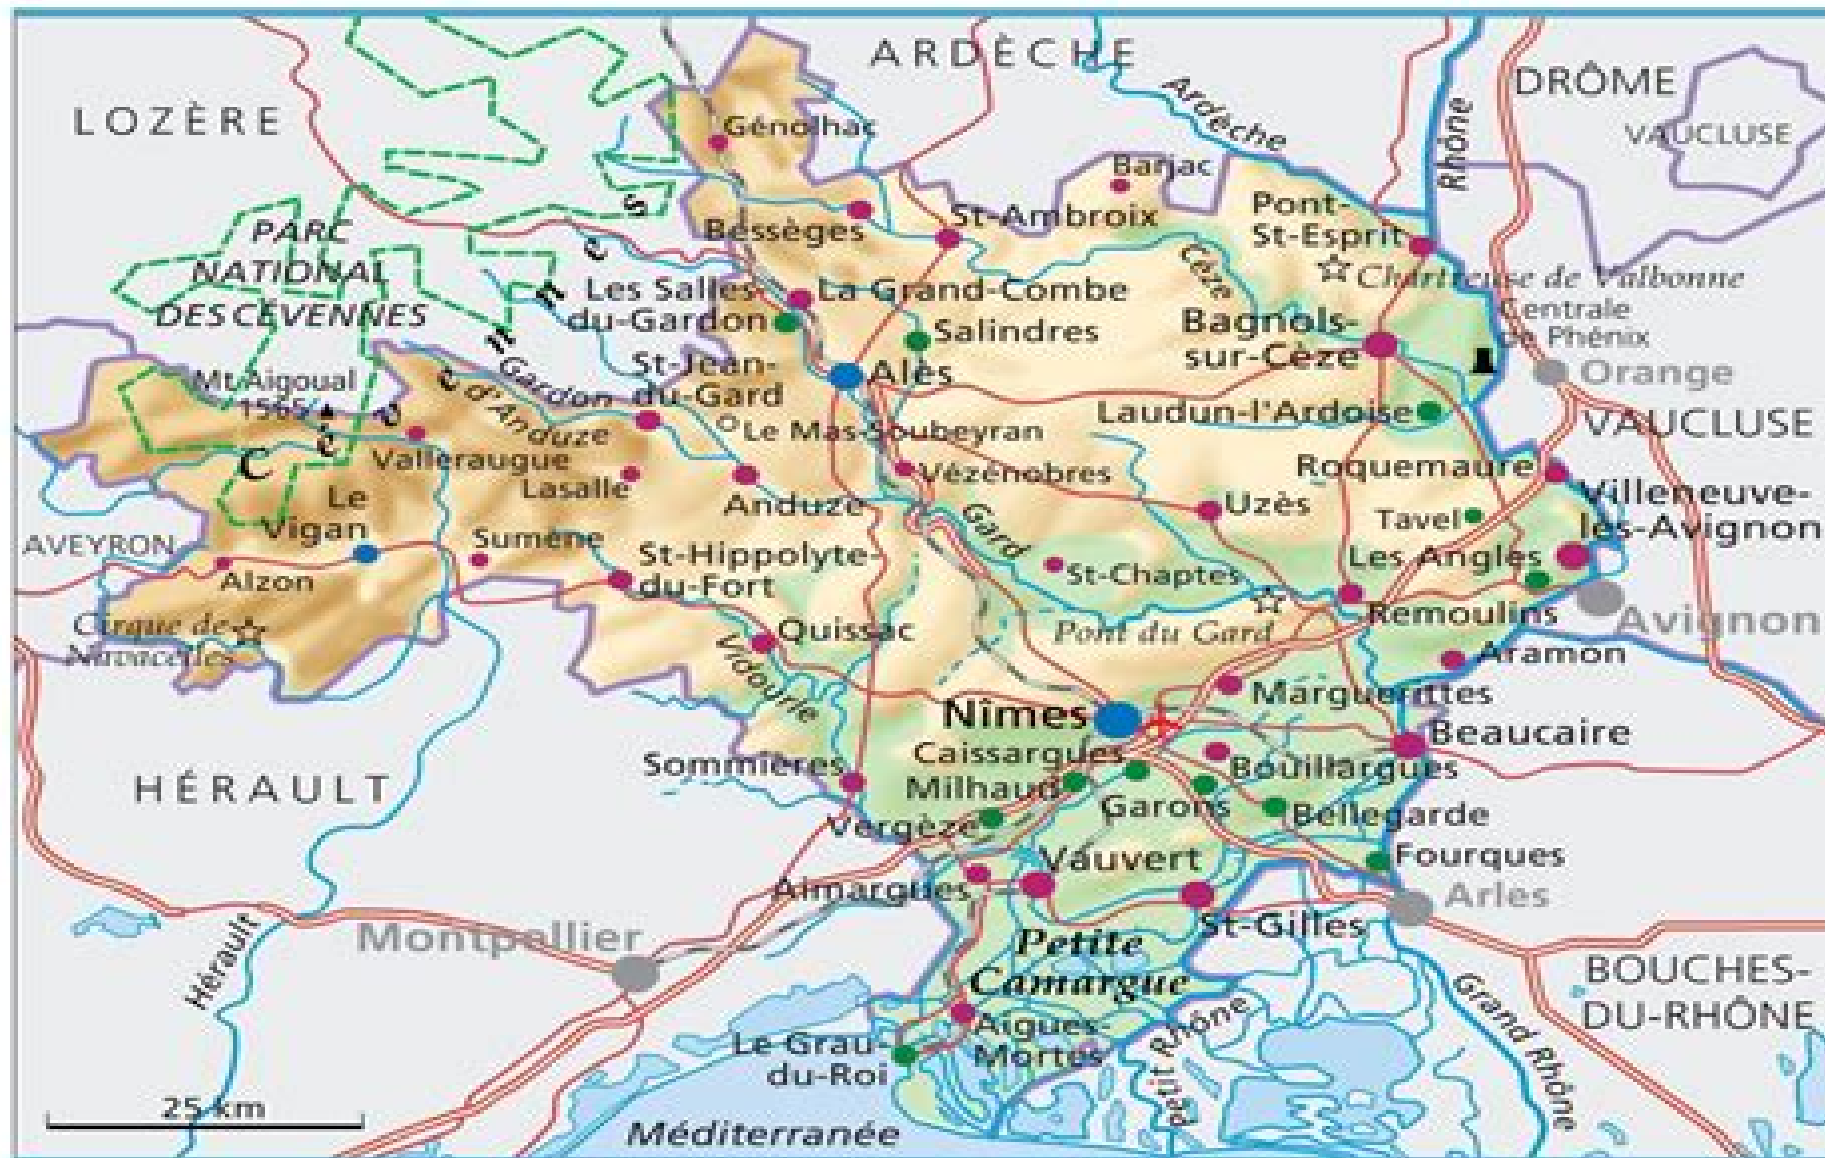 ARDÈCHE
DRÔME
LOZÈRE
Ardèche
Rhône
Génolhac
VAUCLUSE
Barjac
PARC
NATIONAL
DES CÉVENNES
Bessèges
St-Ambroix
Pont-
St-Esprit
Cèze
Chartreuse de Valbonne
Les Salles-
du-Gardon
La Grand-Combe
Salindres
Bagnols-
sur-Cèze
Centrale
de Phénix
Orange
Mt Aigoual
1565
Cévennes
Gardon
d'Anduze
St-Jean-
du-Gard
Alès
Le Mas-Soubeyran
Laudun-l'Ardoise
VAUCLUSE
Valleraugue
Lasalle
Anduze
Vézénobres
Roquemaure
Villeneuve-
lès-Avignon
Le
Vigan
Uzès
Tavel
AVEYRON
Alzon
Sumène
St-Hippolyte-
du-Fort
Gard
St-Chaptes
Les Angles
Cirque de
Navacelles
Quissac
Pont du Gard
Remoulins
Avignon
Vidourle
Aramon
Marguerittes
Nîmes
Beaucaire
Caissargues
Bouillargues
HÉRAULT
Sommières
Milhaud
Garons
Bellegarde
Vergèze
Vauvert
Fourques
Aimargues
Arles
St-Gilles
Montpellier
Petite
Camargue
Hérault
BOUCHES-
DU-RHÔNE
Grand Rhône
Petit Rhône
Aigues-
Mortes
Le Grau-
du-Roi
25 km
Méditerranée